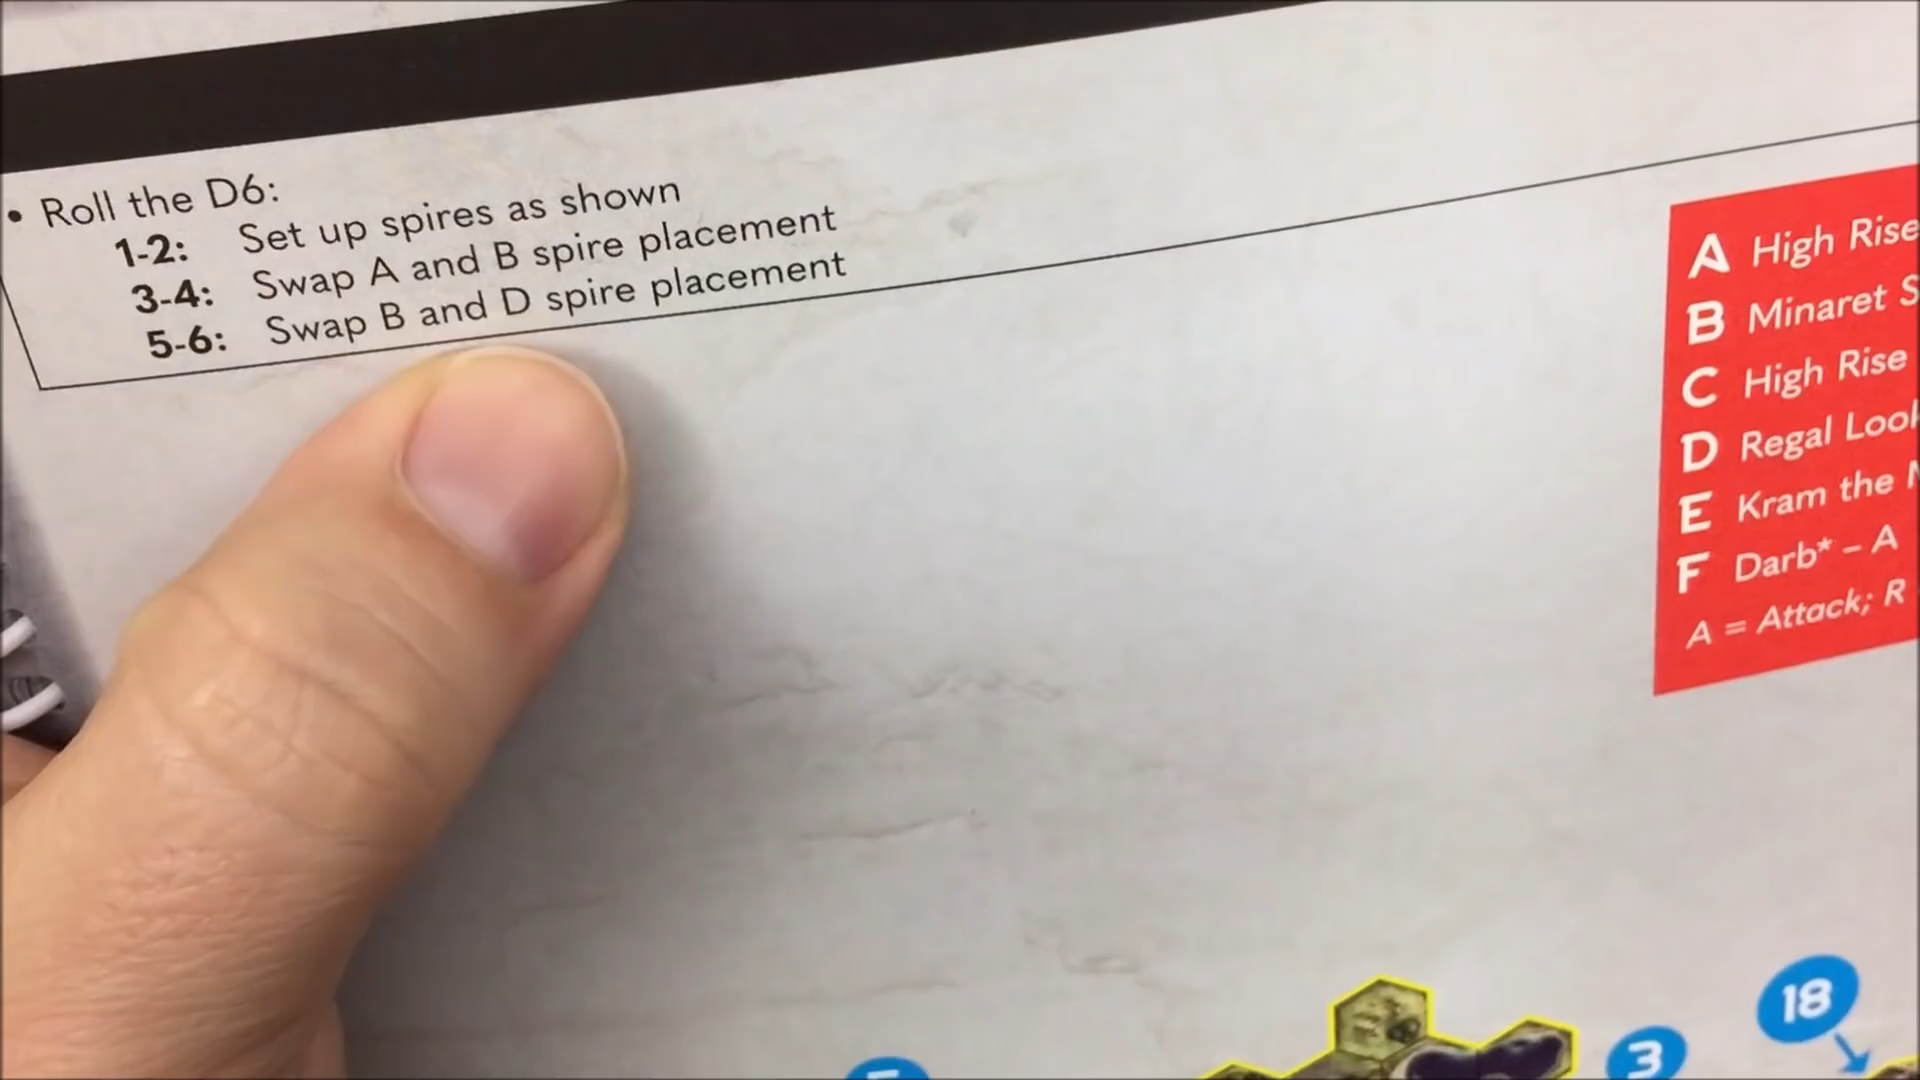 • Roll the D6:
1-2: Set up spires as shown
3-4: Swap A and B spire placement
5-6: Swap B and D spire placement
A High Rise
B Minaret
C High Rise
D Regal
E Kram the
F Darb* – A
A = Attack; R
18
3